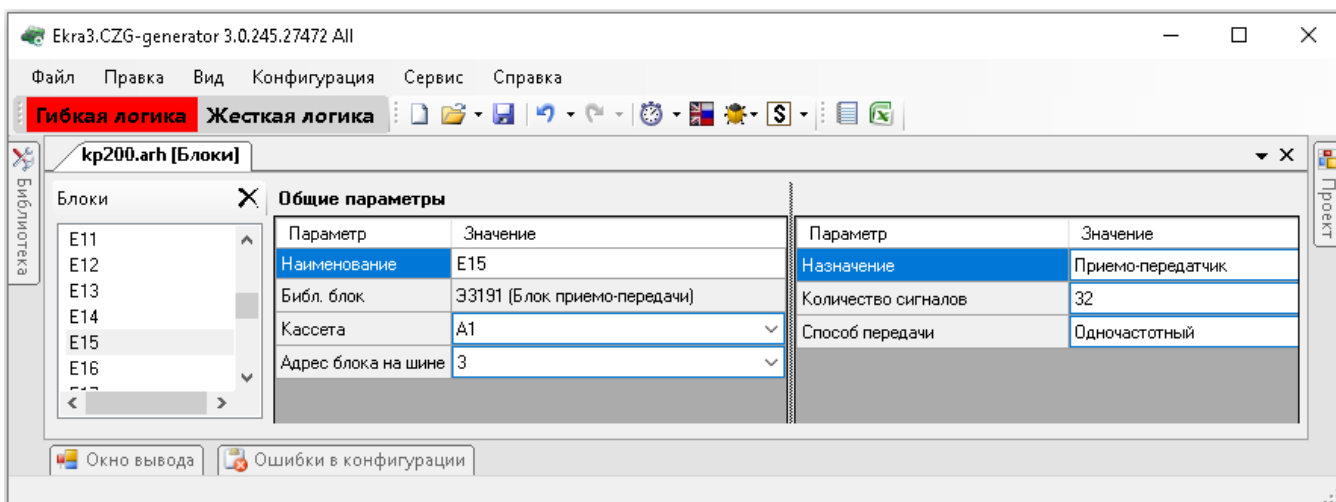 Ekra3.CZG-generator 3.0.245.27472 All
Файл Правка Вид Конфигурация Сервис Справка
Гибкая логика Жесткая логика S
kp200.arh [Блоки]
Библиотека
Проект
Блоки
E11
E12
E13
E14
E15
E16
Общие параметры
Параметр Значение
Наименование E15
Библ. блок Э3191 (Блок приемо-передачи)
Кассета A1
Адрес блока на шине 3
Параметр Значение
Назначение Приемо-передатчик
Количество сигналов 32
Способ передачи Одночастотный
Окно вывода Ошибки в конфигурации